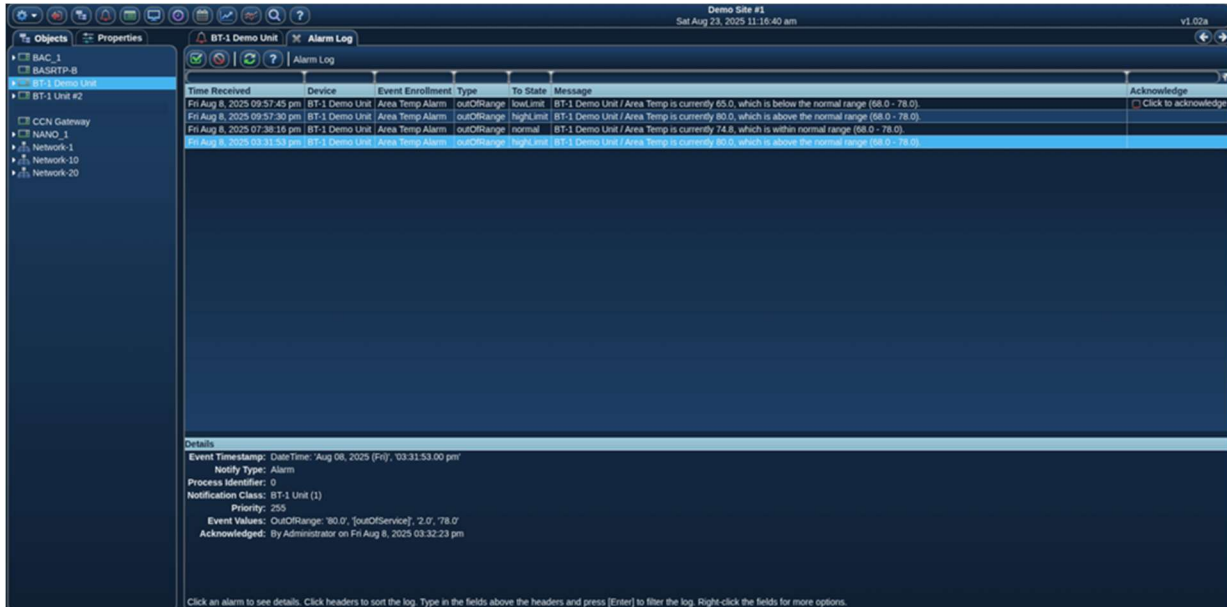 Demo Site #1
Sat Aug 23, 2025 11:16:40 am
v1.02a
Objects Properties
BT-1 Demo Unit Alarm Log
BAC_1
BASRTP-B
BT-1 Demo Unit
BT-1 Unit #2
CCN Gateway
NANO_1
Network-1
Network-10
Network-20
Alarm Log
Time Received Device Event Enrollment Type To State Message Acknowledge
Fri Aug 8, 2025 09:57:45 pm BT-1 Demo Unit Area Temp Alarm outOfRange lowLimit BT-1 Demo Unit / Area Temp is currently 65.0, which is below the normal range (68.0 - 78.0). Click to acknowledge
Fri Aug 8, 2025 09:57:30 pm BT-1 Demo Unit Area Temp Alarm outOfRange highLimit BT-1 Demo Unit / Area Temp is currently 80.0, which is above the normal range (68.0 - 78.0).
Fri Aug 8, 2025 07:38:16 pm BT-1 Demo Unit Area Temp Alarm outOfRange normal BT-1 Demo Unit / Area Temp is currently 74.8, which is within normal range (68.0 - 78.0).
Fri Aug 8, 2025 03:31:53 pm BT-1 Demo Unit Area Temp Alarm outOfRange highLimit BT-1 Demo Unit / Area Temp is currently 80.0, which is above the normal range (68.0 - 78.0).
Details
Event Timestamp: DateTime: 'Aug 08, 2025 (Fri)', '03:31:53.00 pm'
Notify Type: Alarm
Process Identifier: 0
Notification Class: BT-1 Unit (1)
Priority: 255
Event Values: OutOfRange: '80.0', '[outOfService]', '2.0', '78.0'
Acknowledged: By Administrator on Fri Aug 8, 2025 03:32:23 pm
Click an alarm to see details. Click headers to sort the log. Type in the fields above the headers and press [Enter] to filter the log. Right-click the fields for more options.